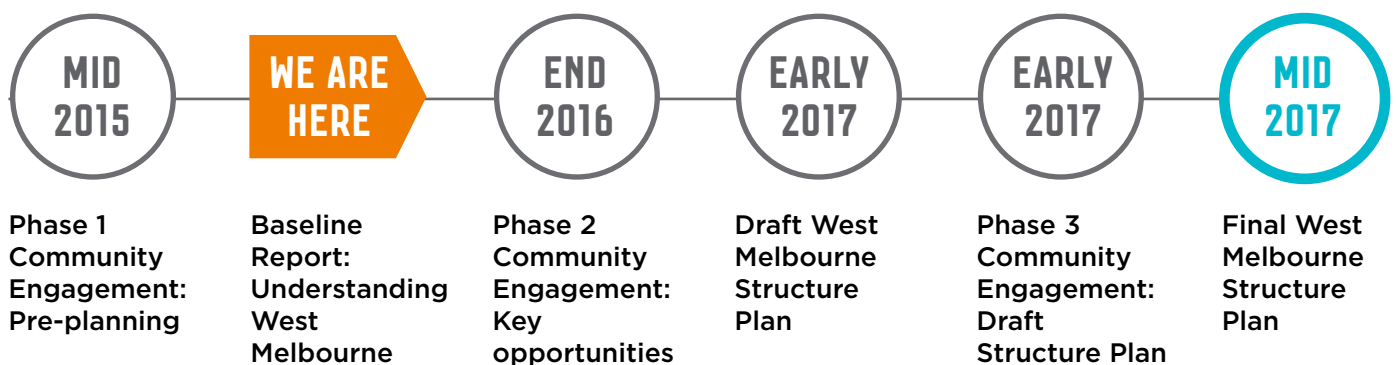 MID
2015
WE ARE
HERE
END
2016
EARLY
2017
EARLY
2017
MID
2017
Phase 1
Community
Engagement:
Pre-planning
Baseline
Report:
Understanding
West
Melbourne
Phase 2
Community
Engagement:
Key
opportunities
Draft West
Melbourne
Structure
Plan
Phase 3
Community
Engagement:
Draft
Structure Plan
Final West
Melbourne
Structure
Plan